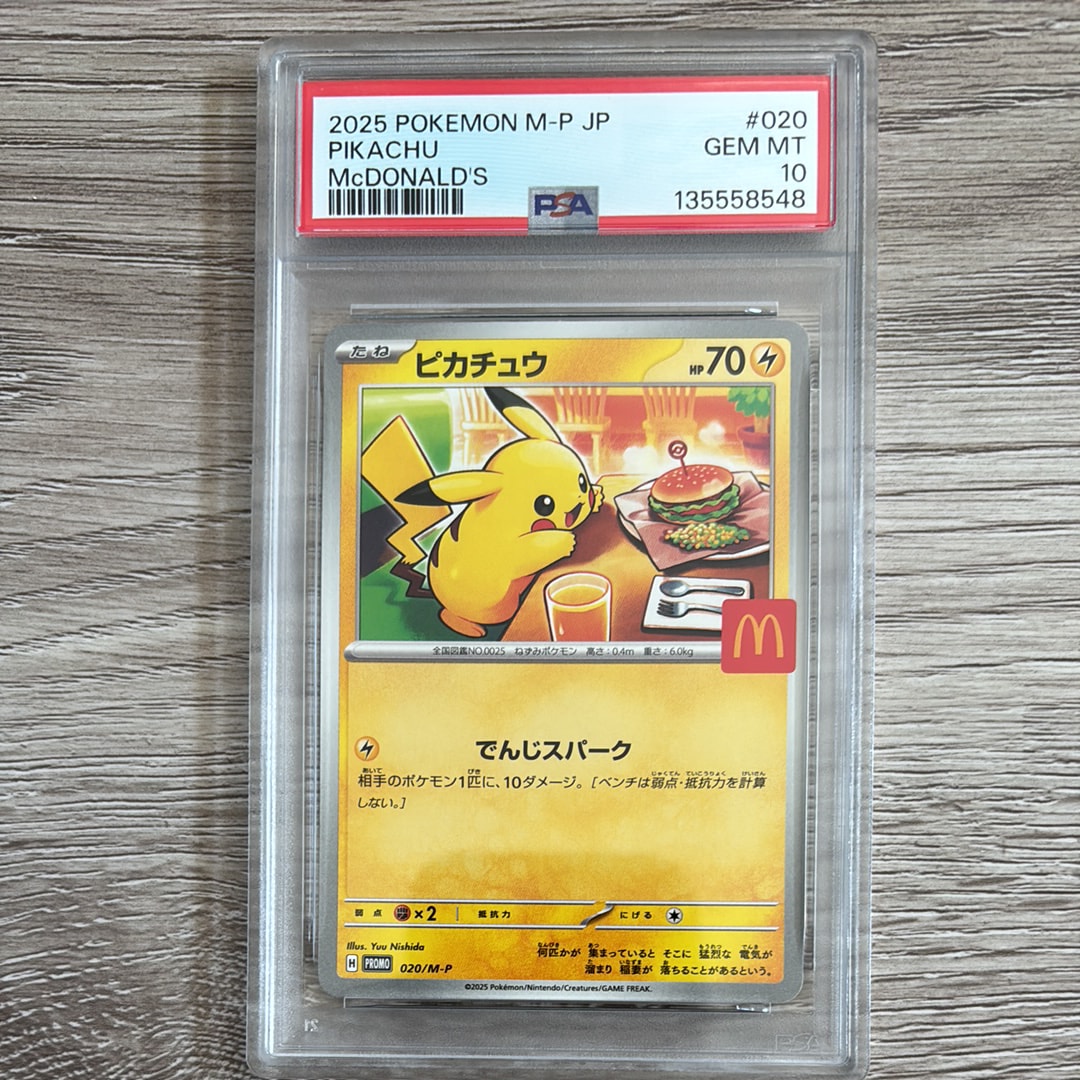 2025 POKEMON M-P JP
#020
PIKACHU
GEM MT
McDONALD'S
10
PSA
135558548
たね
ピカチュウ
HP70
全国図鑑NO.0025 ねずみポケモン 高さ:0.4m 重さ:6.0kg
でんじスパーク
相手のポケモン1匹に、10ダメージ。[ベンチは弱点・抵抗力を計算
しない。]
弱点 ×2 抵抗力 にげる
Illus. Yuu Nishida
何匹かが 集まっていると そこに 猛烈な 電気が
溜まり 稲妻が 落ちることがあるという。
H PROMO 020/M-P
©2025 Pokémon/Nintendo/Creatures/GAME FREAK.
PSA